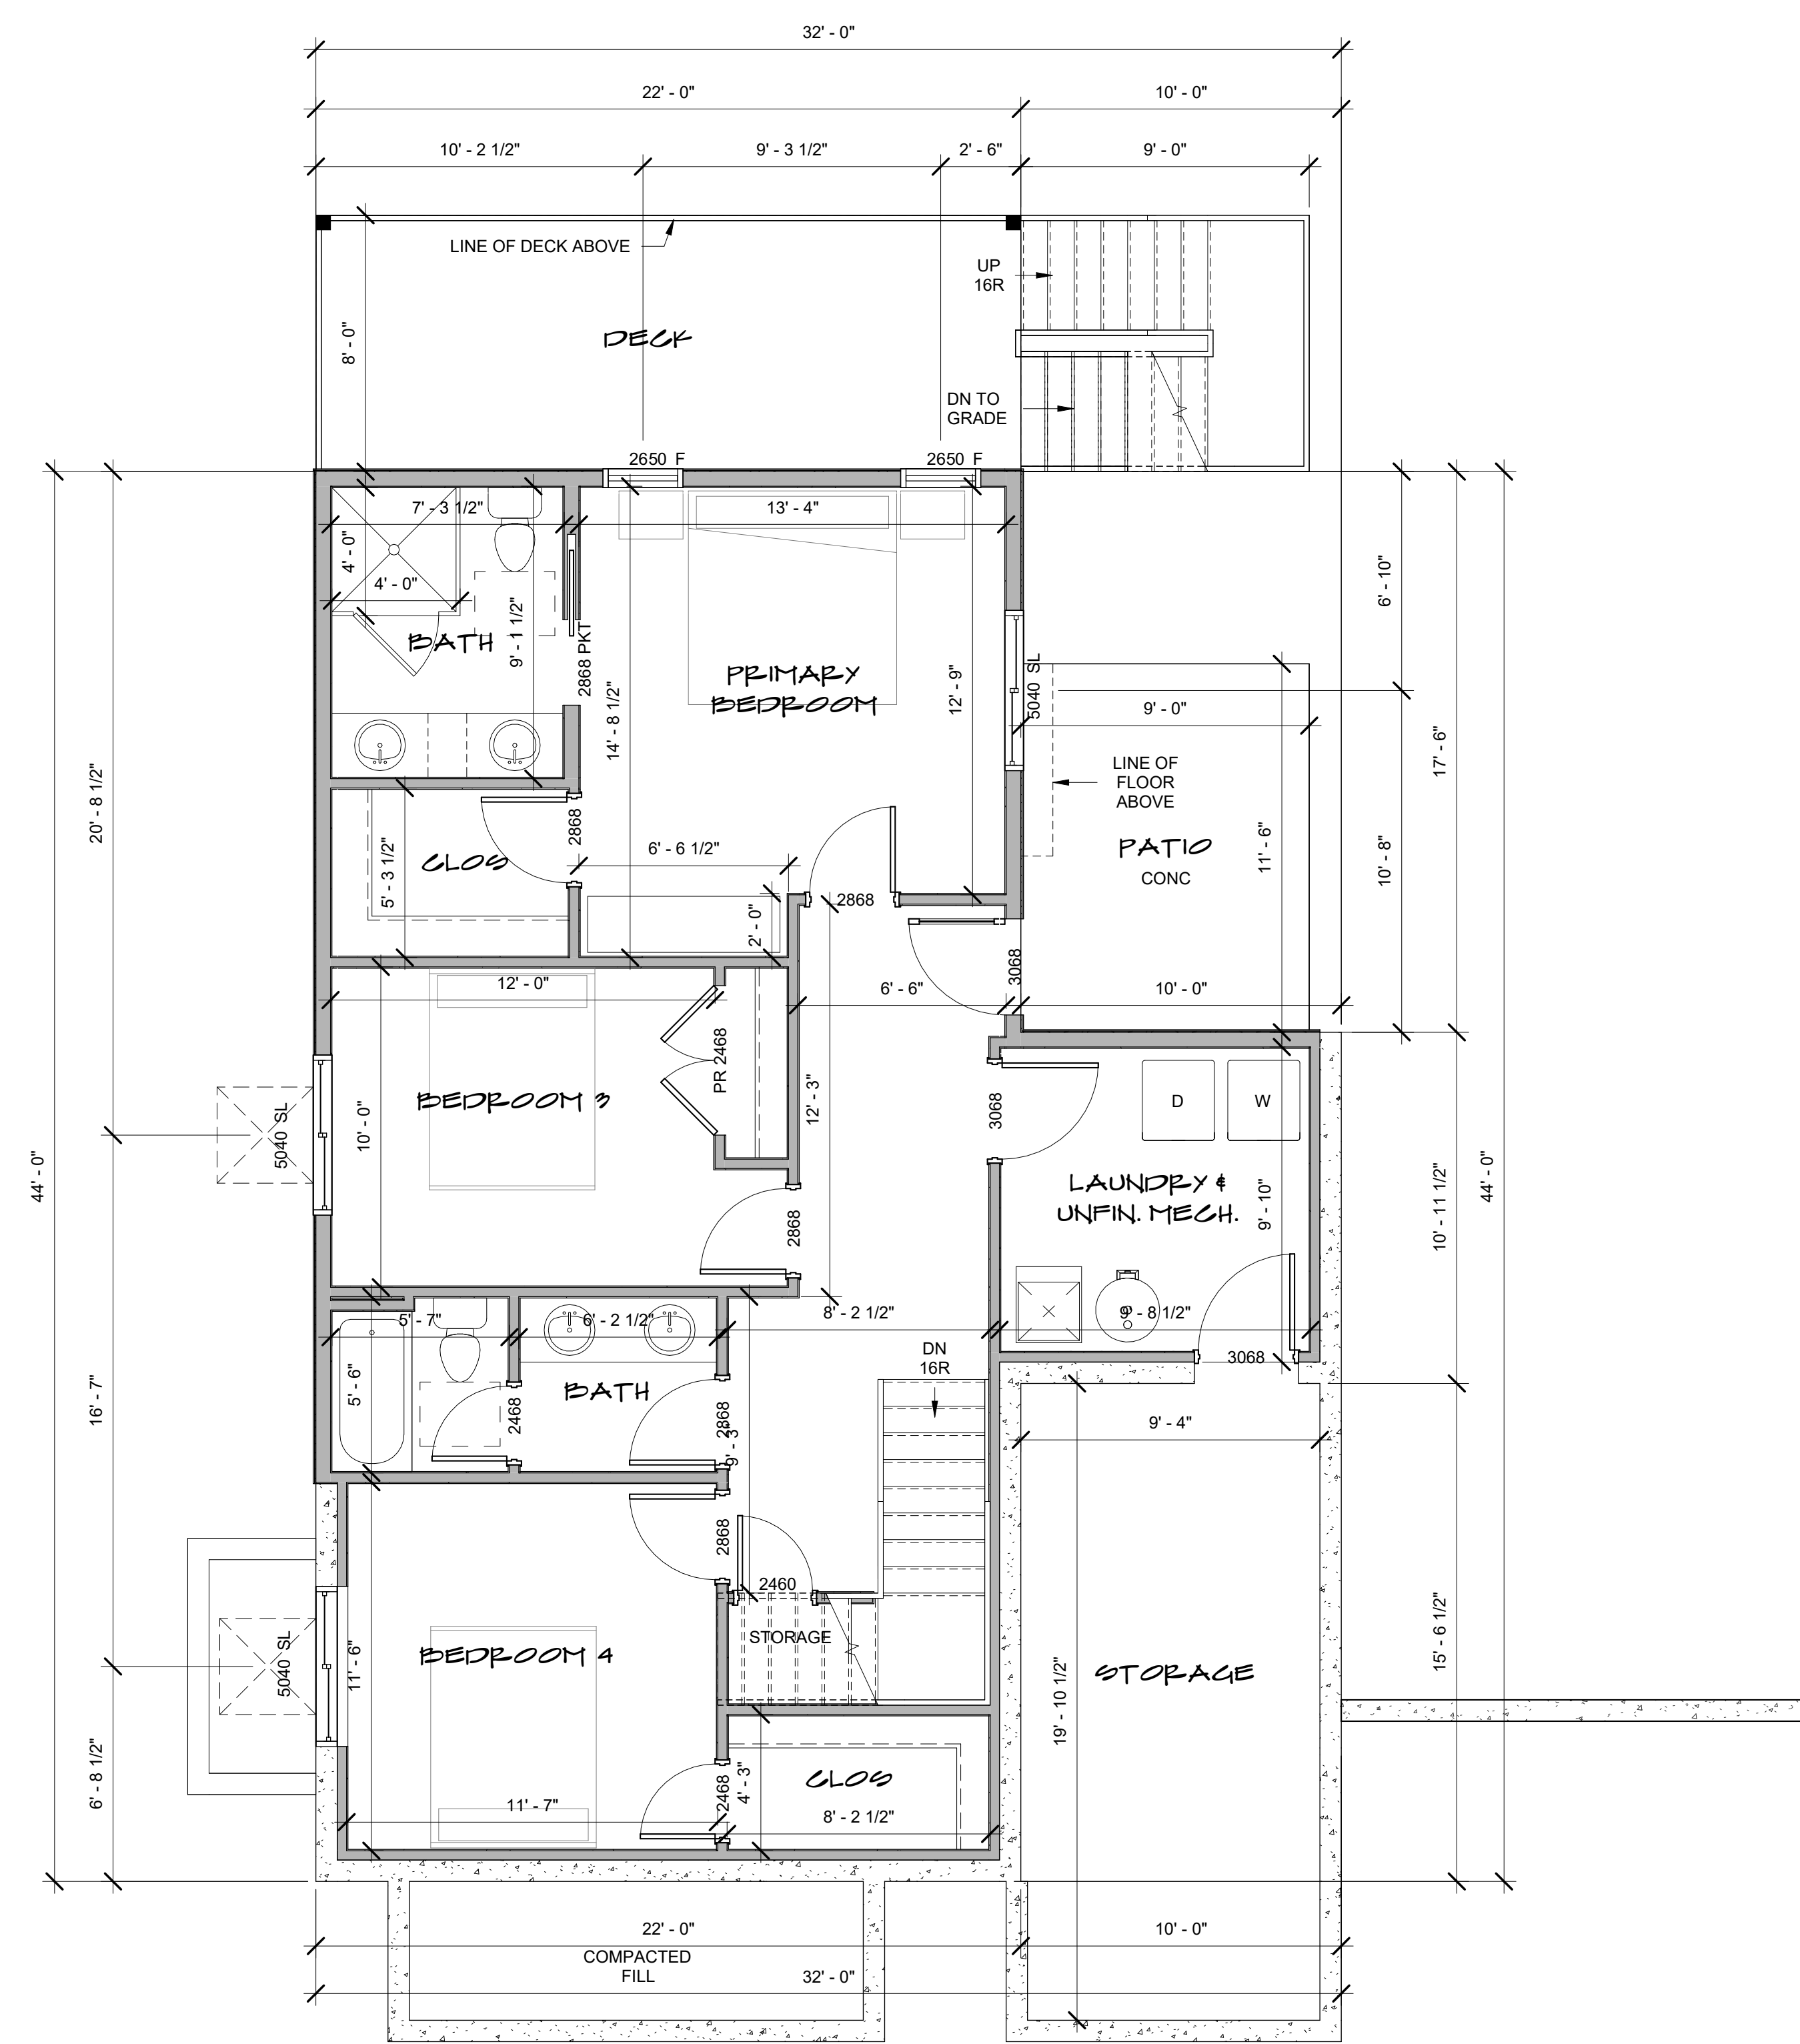 32' - 0"
22' - 0"
10' - 0"
10' - 2 1/2"
9' - 3 1/2"
2' - 6"
9' - 0"
LINE OF DECK ABOVE
UP
16R
8' - 0"
DECK
DN TO
GRADE
2650 F
2650 F
7' - 3 1/2"
13' - 4"
4' - 0"
4' - 0"
9' - 1 1/2"
BATH
2868 PKT
14' - 8 1/2"
PRIMARY
BEDROOM
12' - 9"
5040 SL
9' - 0"
6' - 10"
17' - 6"
LINE OF
FLOOR
ABOVE
20' - 8 1/2"
2868
6' - 6 1/2"
CLOS
5' - 3 1/2"
PATIO
CONC
11' - 6"
10' - 8"
2868
2' - 0"
3068
12' - 0"
6' - 6"
10' - 0"
PR 2468
BEDROOM 3
10' - 0"
12' - 3"
3068
D
W
5040 SL
44' - 0"
LAUNDRY &
UNFIN. MECH.
9' - 10"
10' - 11 1/2"
44' - 0"
2868
5' - 7"
6' - 2 1/2"
8' - 2 1/2"
9' - 8 1/2"
DN
16R
3068
5' - 6"
BATH
16' - 7"
2468
2868
9' - 3"
9' - 4"
2868
2460
STORAGE
BEDROOM 4
5040 SL
11' - 6"
STORAGE
19' - 10 1/2"
15' - 6 1/2"
6' - 8 1/2"
11' - 7"
2468
4' - 3"
CLOS
8' - 2 1/2"
22' - 0"
10' - 0"
COMPACTED
FILL
32' - 0"